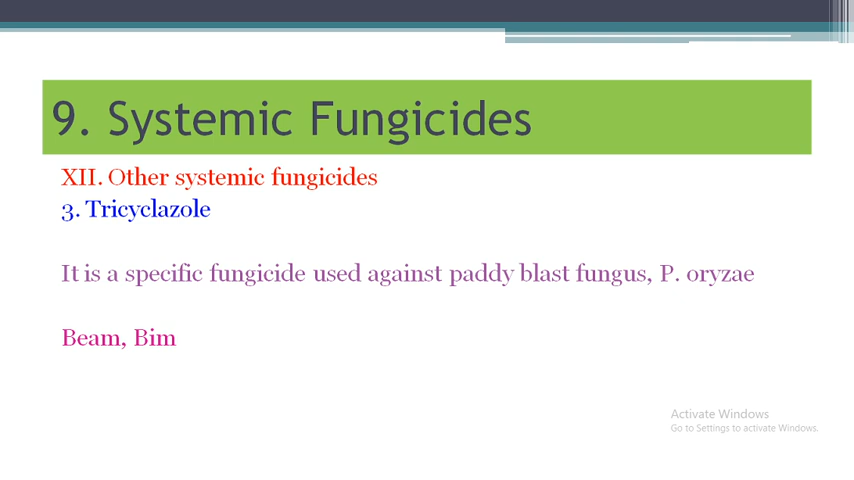 9. Systemic Fungicides
XII. Other systemic fungicides
3. Tricyclazole
It is a specific fungicide used against paddy blast fungus, P. oryzae
Beam, Bim
Activate Windows
Go to Settings to activate Windows.